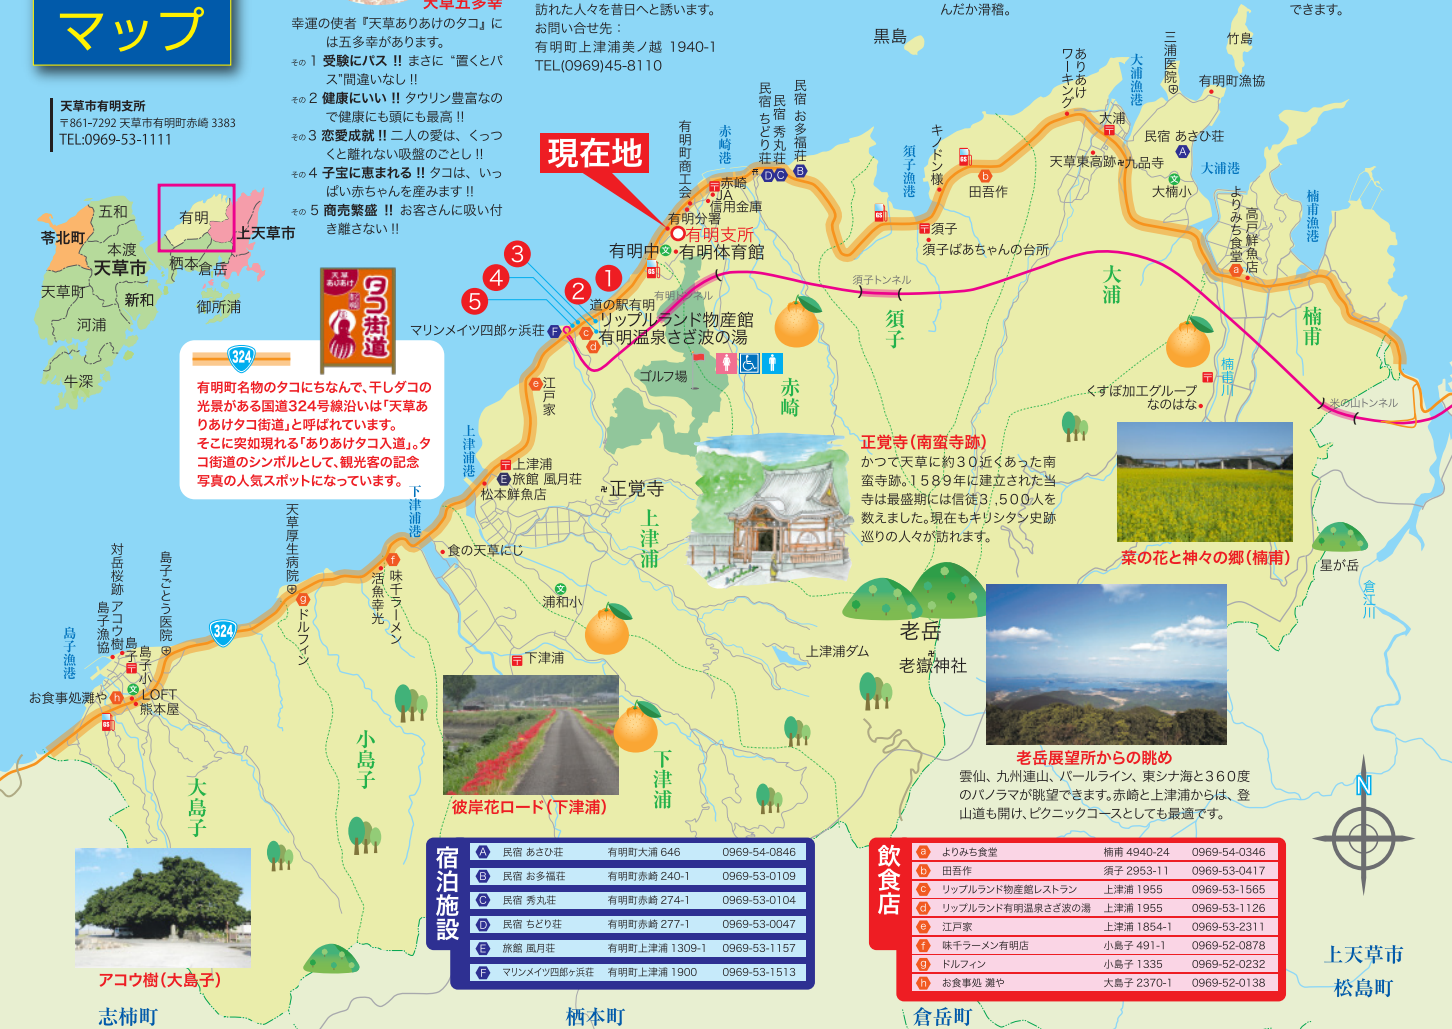 マップ
天草五多幸
幸運の使者『天草ありあけのタコ』に
は五多幸があります。
その1 受験にパス !! まさに “置くとパ
ス”間違いなし !!
その2 健康にいい !! タウリン豊富なの
で健康にも頭にも最高 !!
その3 恋愛成就 !! 二人の愛は、くっつ
くと離れない吸盤のごとし !!
その4 子宝に恵まれる !! タコは、いっ
ぱい赤ちゃんを産みます !!
その5 商売繁盛 !! お客さんに吸い付
き離さない !!
訪れた人々を昔日へと誘います。
お問い合せ先：
有明町上津浦美ノ越 1940-1
TEL(0969)45-8110
んだか滑稽。
できます。
天草市有明支所
〒861-7292 天草市有明町赤崎 3383
TEL:0969-53-1111
五和
有明
苓北町
本渡
上天草市
天草市
栖本
倉岳
天草町
新和
御所浦
河浦
牛深
天草
ありあけ
タコ街道
324
有明町名物のタコにちなんで、干しダコの
光景がある国道324号線沿いは「天草あ
りあけタコ街道」と呼ばれています。
そこに突如現れる「ありあけタコ入道」。タ
コ街道のシンボルとして、観光客の記念
写真の人気スポットになっています。
現在地
黒島
竹島
三浦医院
有明町漁協
大浦漁港
ありあけ
ワーキング
大浦
民宿 あさひ荘
A
天草東高跡
九品寺
文
大楠小
大浦港
よりみち食堂
高戸鮮魚店
a
楠甫漁港
キノドン様
須子漁港
GS
b
田吾作
GS
須子
須子ばあちゃんの台所
民宿 ちどり荘
民宿 秀丸荘
民宿 お多福荘
D
C
B
赤崎港
有明町商工会
赤崎
JA
信用金庫
有明分署
有明支所
有明中
文
有明体育館
GS
須子トンネル
有明トンネル
大浦
須子
楠甫
3
4
5
2
1
道の駅有明
リップルランド物産館
有明温泉さざ波の湯
マリンメイツ四郎ヶ浜荘
F
c
d
ゴルフ場
赤崎
e
江戸家
楠甫川
くすぼ加工グループ
なのはな
米の山トンネル
上津浦港
上津浦
E
旅館 風月荘
松本鮮魚店
正覚寺
上津浦
正覚寺（南蛮寺跡）
かつて天草に約３０近くあった南
蛮寺跡。１５８９年に建立された当
寺は最盛期には信徒３,５００人を
数えました。現在もキリシタン史跡
巡りの人々が訪れます。
菜の花と神々の郷（楠甫）
星が岳
倉江川
下津浦港
食の天草にじ
天草厚生病院
f
味千ラーメン
活魚幸光
g
ドルフィン
文
浦和小
下津浦
老岳
老嶽神社
上津浦ダム
対岳桜跡
アコウ樹
島子漁協
島子ごとう医院
島子漁港
島子
島子小
文
324
お食事処灘や
h
LOFT
熊本屋
GS
小島子
下津浦
大島子
彼岸花ロード（下津浦）
老岳展望所からの眺め
雲仙、九州連山、パールライン、東シナ海と３６０度
のパノラマが眺望できます。赤崎と上津浦からは、登
山道も開け、ピクニックコースとしても最適です。
N
アコウ樹（大島子）
宿泊施設
A 民宿 あさひ荘 有明町大浦 646 0969-54-0846
B 民宿 お多福荘 有明町赤崎 240-1 0969-53-0109
C 民宿 秀丸荘 有明町赤崎 274-1 0969-53-0104
D 民宿 ちどり荘 有明町赤崎 277-1 0969-53-0047
E 旅館 風月荘 有明町上津浦 1309-1 0969-53-1157
F マリンメイツ四郎ヶ浜荘 有明町上津浦 1900 0969-53-1513
飲食店
a よりみち食堂 楠甫 4940-24 0969-54-0346
b 田吾作 須子 2953-11 0969-53-0417
c リップルランド物産館レストラン 上津浦 1955 0969-53-1565
d リップルランド有明温泉さざ波の湯 上津浦 1955 0969-53-1126
e 江戸家 上津浦 1854-1 0969-53-2311
f 味千ラーメン有明店 小島子 491-1 0969-52-0878
g ドルフィン 小島子 1335 0969-52-0232
h お食事処 灘や 大島子 2370-1 0969-52-0138
上天草市
松島町
志柿町
栖本町
倉岳町